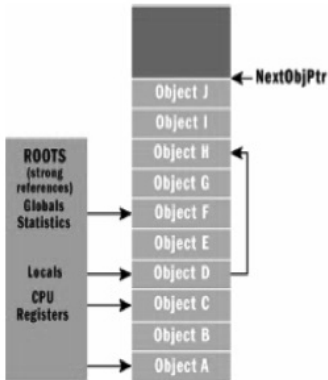 NextObjPtr
Object J
Object I
Object H
Object G
Object F
Object E
Object D
Object C
Object B
Object A
ROOTS
(strong
references)
Globals
Statistics
Locals
CPU
Registers